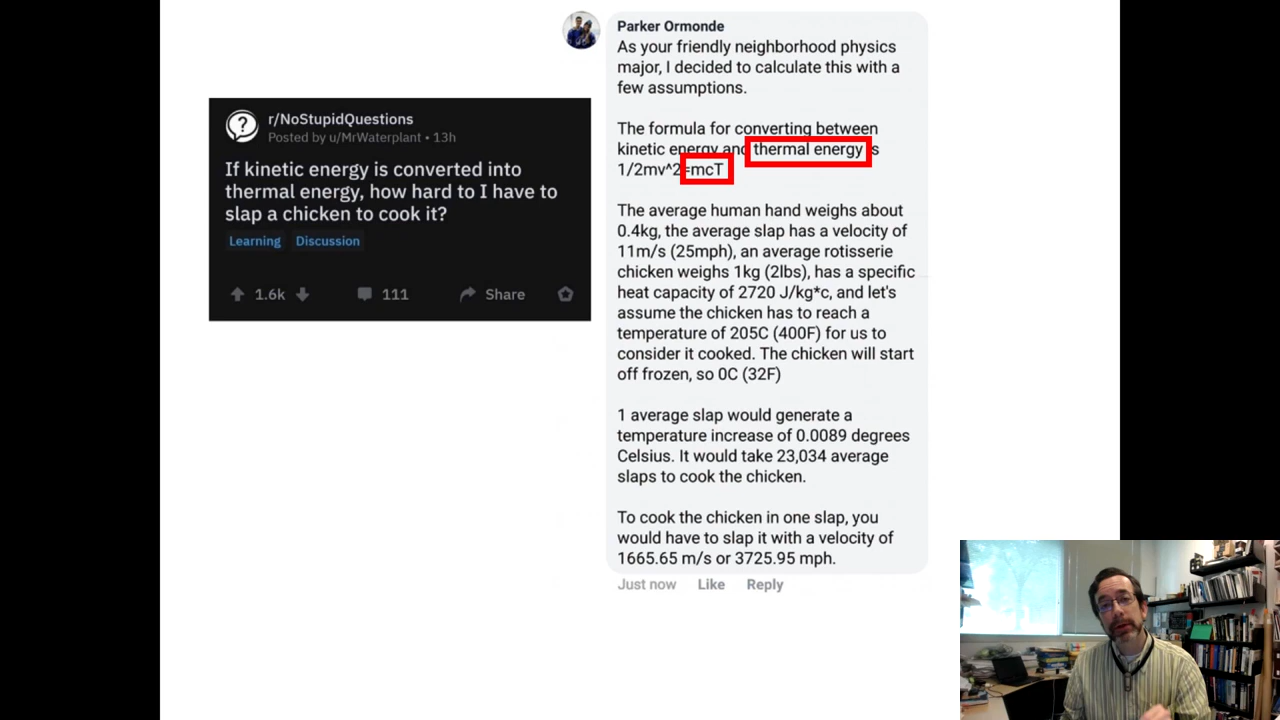 r/NoStupidQuestions
Posted by u/MrWaterplant • 13h
If kinetic energy is converted into
thermal energy, how hard to I have to
slap a chicken to cook it?
Learning Discussion
1.6k 111 Share
Parker Ormonde
As your friendly neighborhood physics
major, I decided to calculate this with a
few assumptions.
The formula for converting between
kinetic energy and thermal energy is
1/2mv^2=mcT
The average human hand weighs about
0.4kg, the average slap has a velocity of
11m/s (25mph), an average rotisserie
chicken weighs 1kg (2lbs), has a specific
heat capacity of 2720 J/kg*c, and let's
assume the chicken has to reach a
temperature of 205C (400F) for us to
consider it cooked. The chicken will start
off frozen, so 0C (32F)
1 average slap would generate a
temperature increase of 0.0089 degrees
Celsius. It would take 23,034 average
slaps to cook the chicken.
To cook the chicken in one slap, you
would have to slap it with a velocity of
1665.65 m/s or 3725.95 mph.
Just now Like Reply